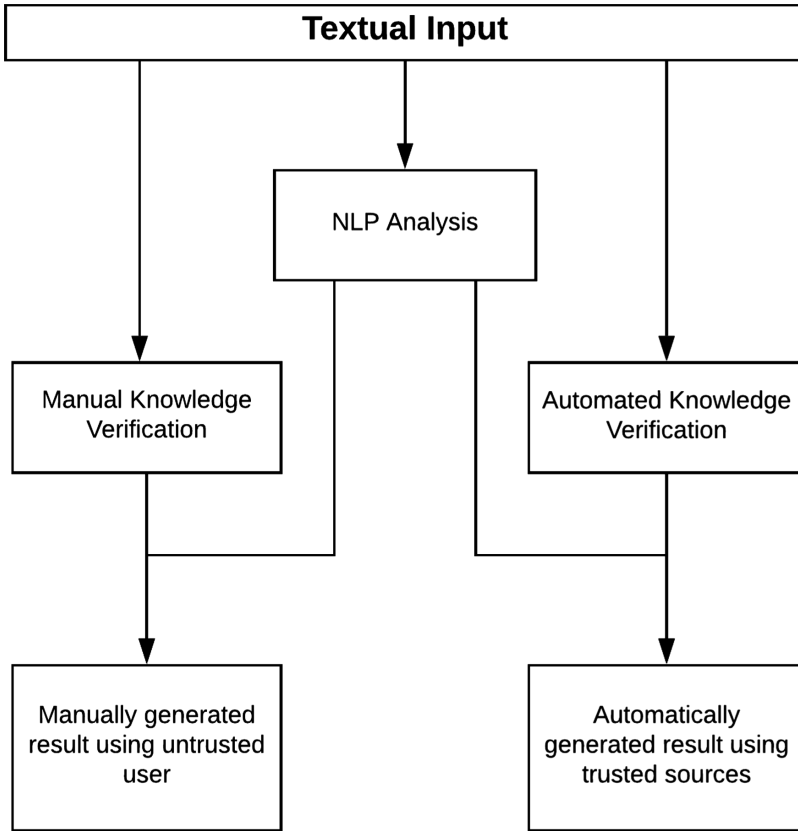 Textual Input
NLP Analysis
Manual Knowledge
Verification
Automated Knowledge
Verification
Manually generated
result using untrusted
user
Automatically
generated result using
trusted sources